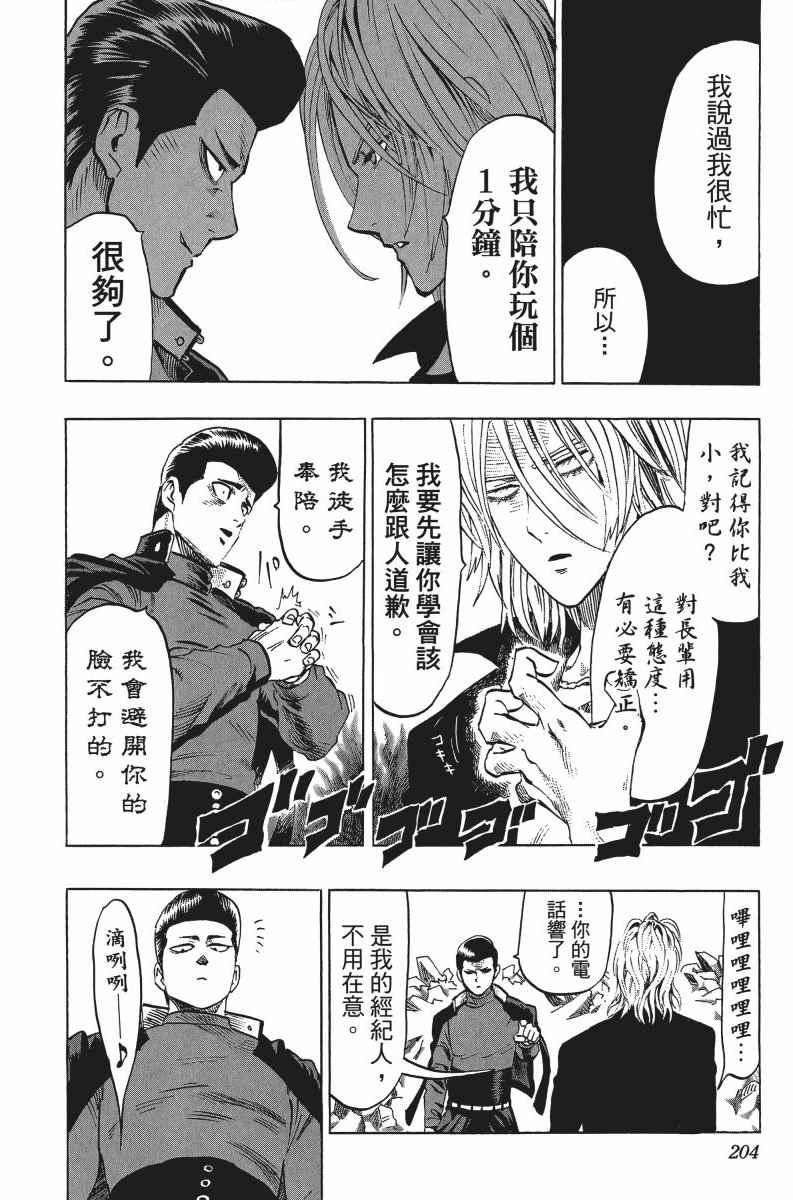 我說過我很忙，
所以…
我只陪你玩個
1分鐘。
很夠了。
我記得你比我
小，對吧？
對長輩用
這種態度…
有必要矯正。
我要先讓你學會該
怎麼跟人道歉。
コキコキ
ゴゴゴゴゴ
我徒手
奉陪。
我會避開你的
臉不打的。
嗶哩哩哩哩哩…
…你的電
話響了。
是我的經紀人，
不用在意。
滴咧咧——♪
204